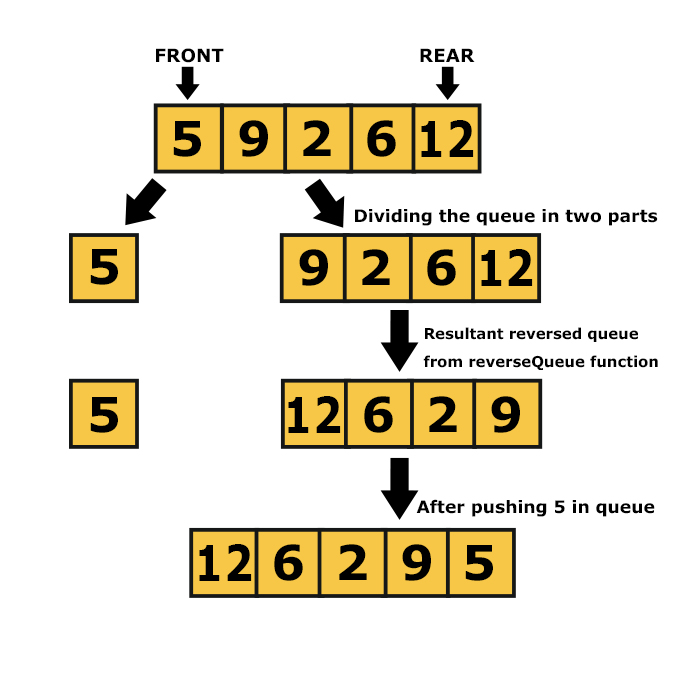 FRONT REAR
5 9 2 6 12
Dividing the queue in two parts
5 9 2 6 12
Resultant reversed queue
from reverseQueue function
5 12 6 2 9
After pushing 5 in queue
12 6 2 9 5